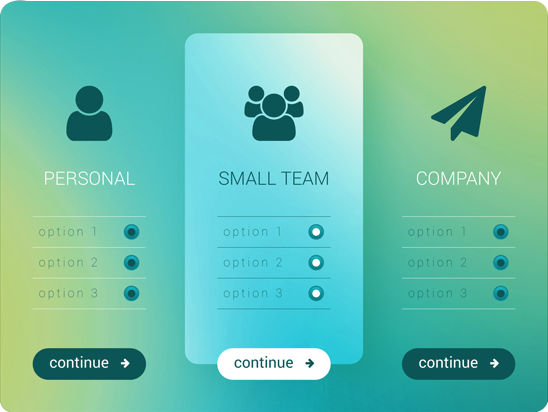 PERSONAL
option 1
option 2
option 3
continue
SMALL TEAM
option 1
option 2
option 3
continue
COMPANY
option 1
option 2
option 3
continue